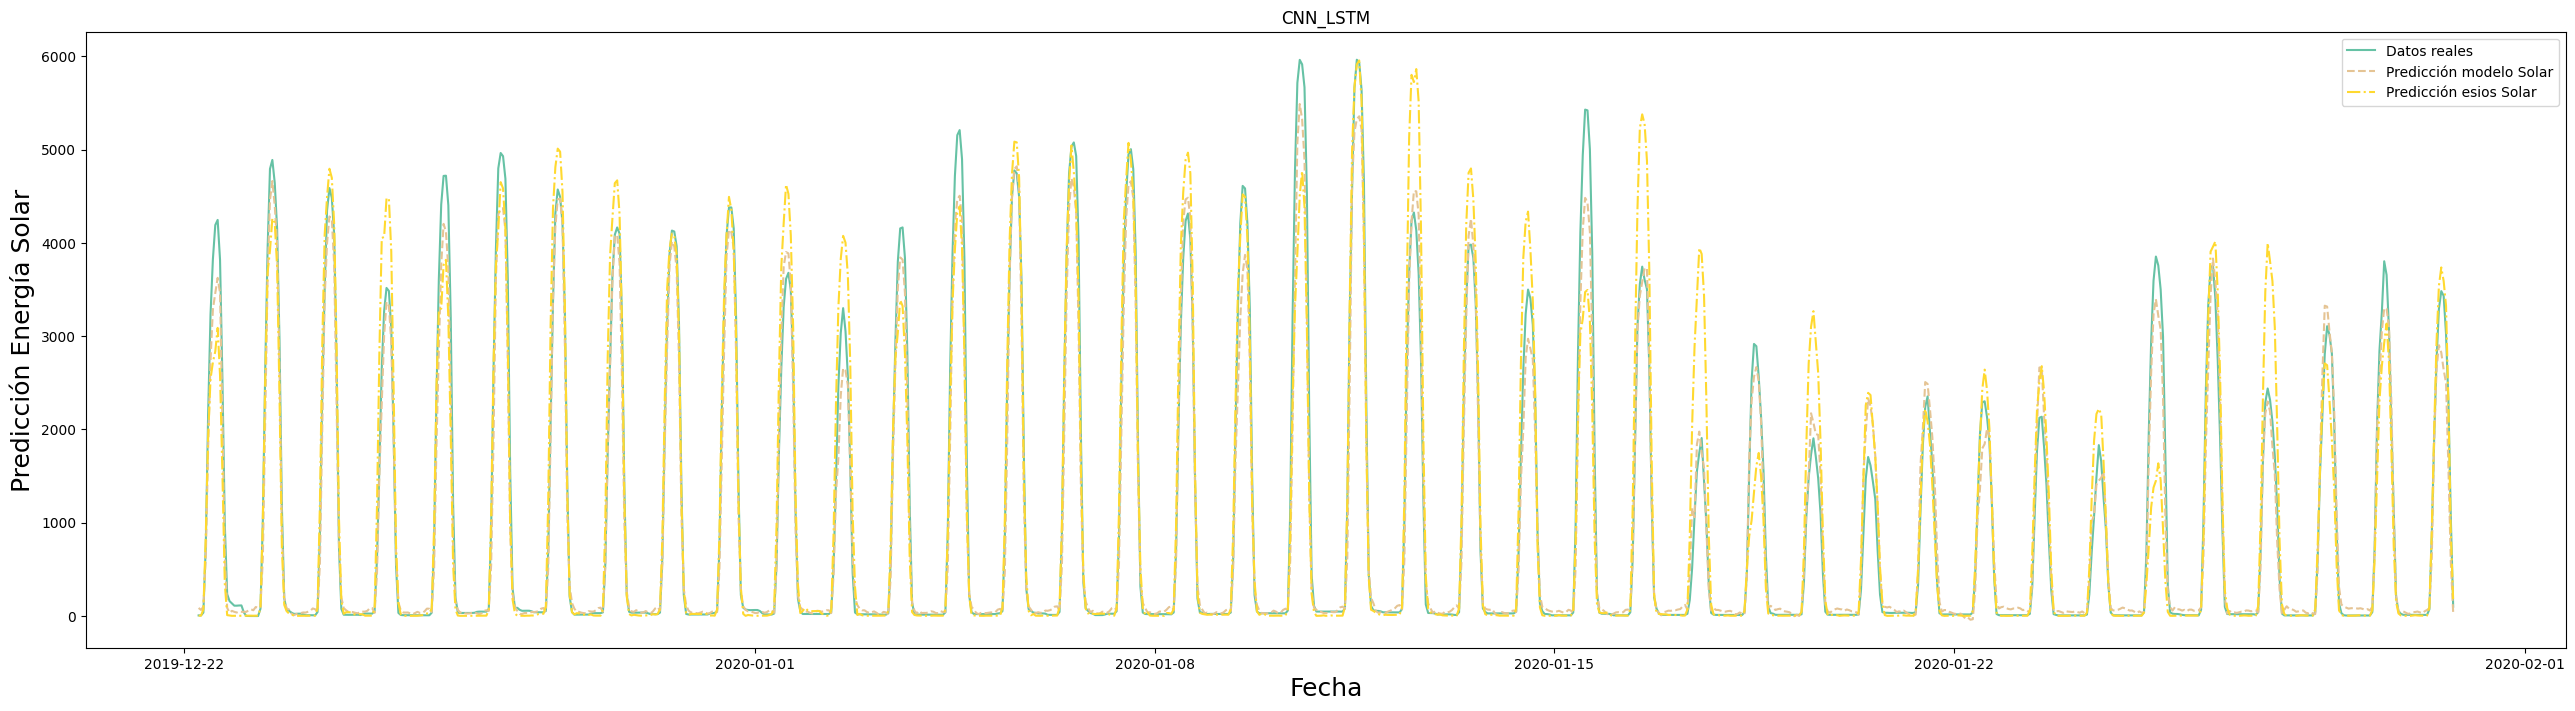 CNN_LSTM
Datos reales
Predicción modelo Solar
Predicción esios Solar
Predicción Energía Solar
6000
5000
4000
3000
2000
1000
0
2019-12-22
2020-01-01
2020-01-08
2020-01-15
2020-01-22
2020-02-01
Fecha